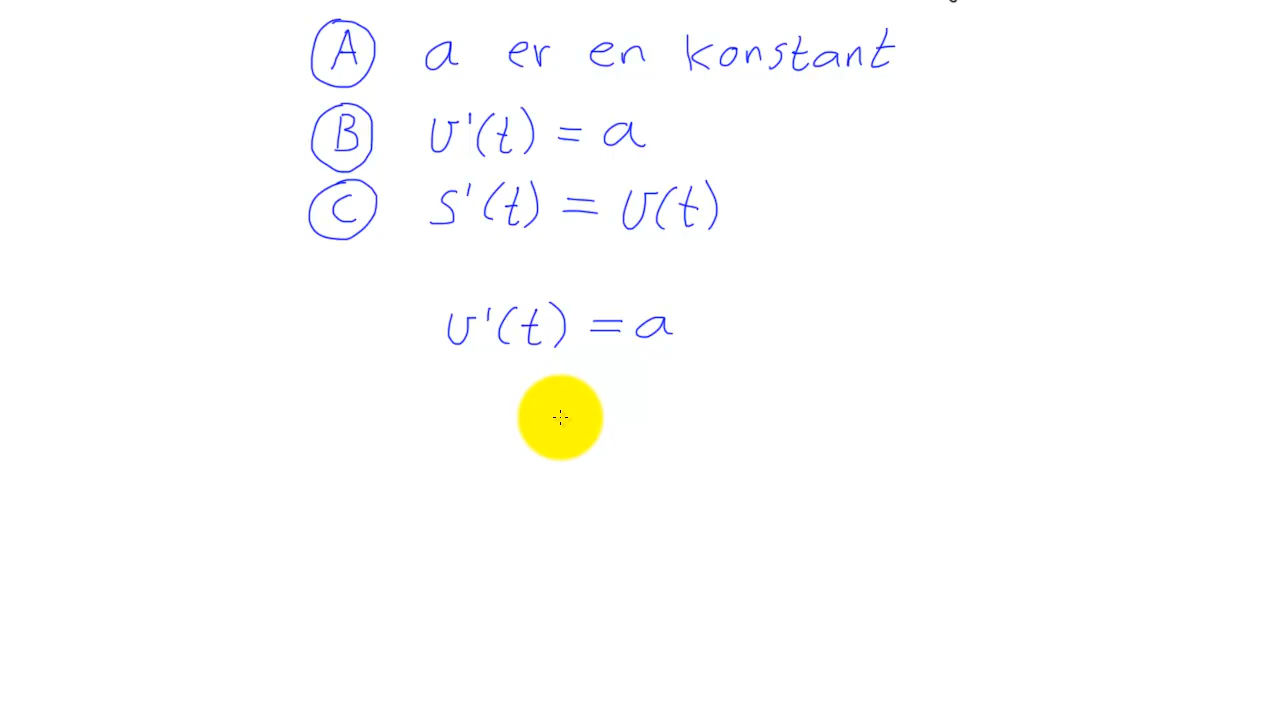 A a er en konstant
B v'(t) = a
C s'(t) = v(t)
v'(t) = a